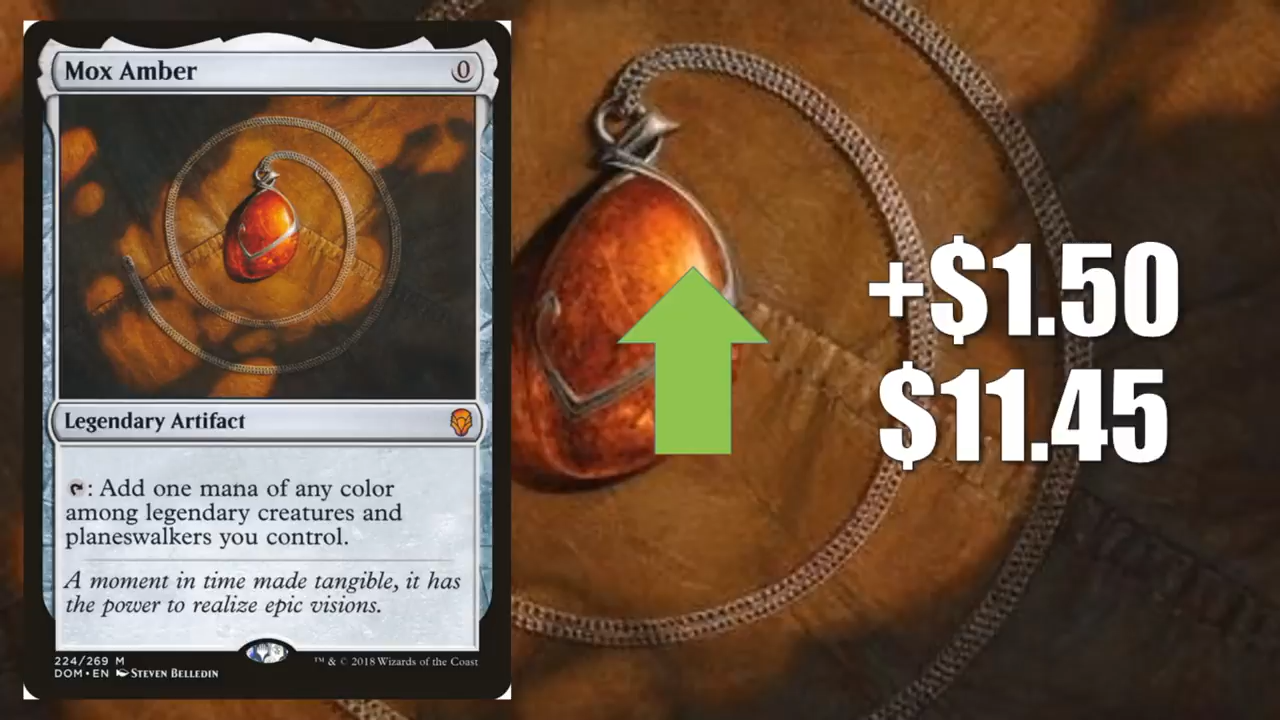 Mox Amber 0
Legendary Artifact
: Add one mana of any color
among legendary creatures and
planeswalkers you control.
A moment in time made tangible, it has
the power to realize epic visions.
224/269 M
DOM • EN STEVEN BELLEDIN
™ & © 2018 Wizards of the Coast
+$1.50
$11.45